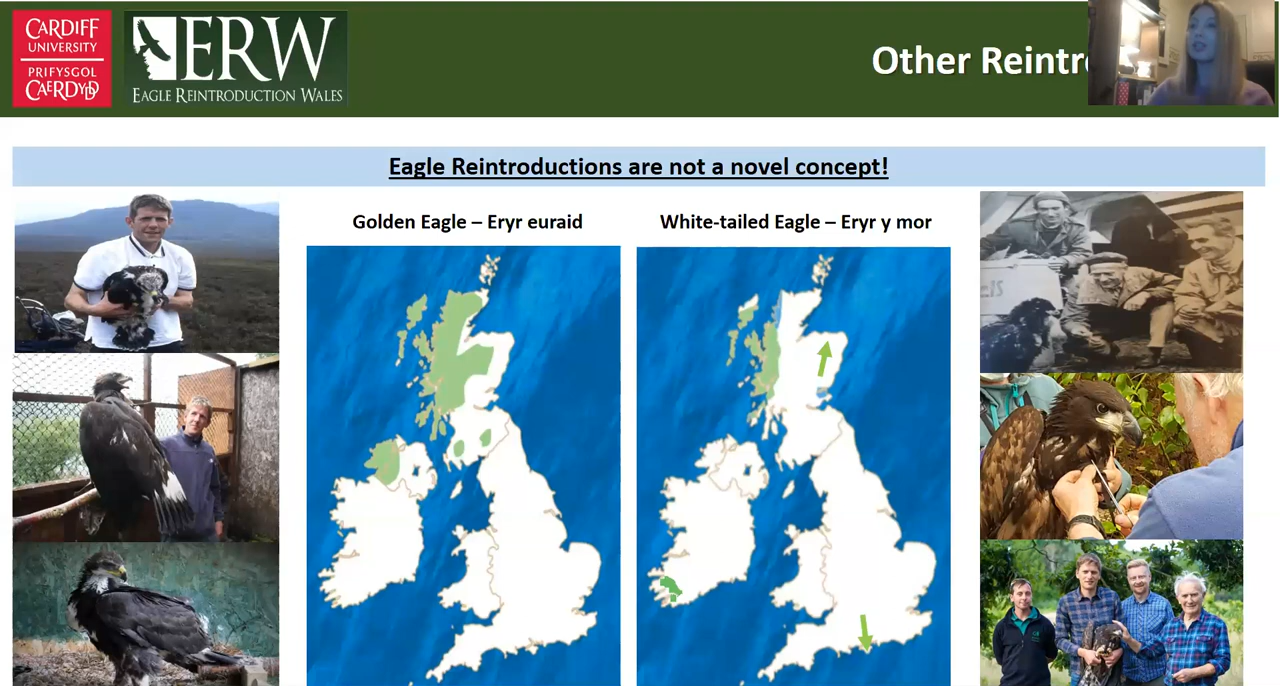 CARDIFF
UNIVERSITY
PRIFYSGOL
CAERDYDD
ERW
EAGLE REINTRODUCTION WALES
Other Reintr
Eagle Reintroductions are not a novel concept!
Golden Eagle – Eryr euraid
White-tailed Eagle – Eryr y mor